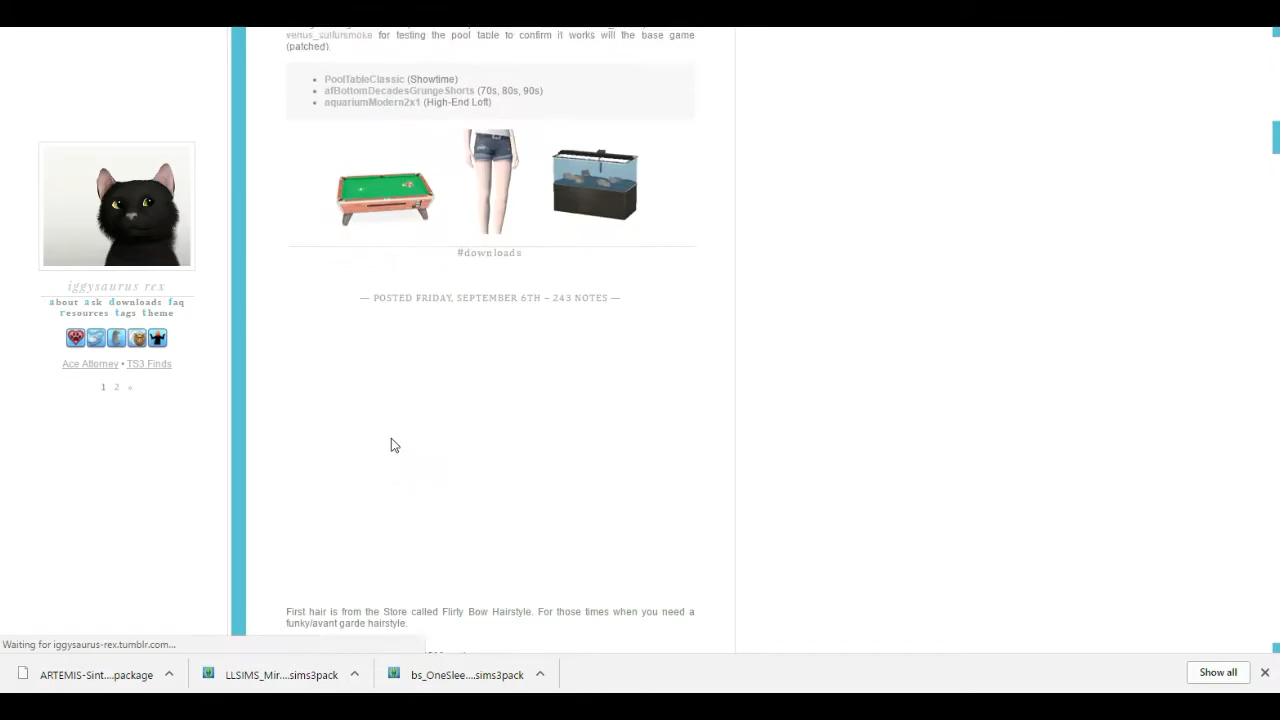 venus_sulfursmoke for testing the pool table to confirm it works will the base game
(patched)
PoolTableClassic (Showtime)
afBottomDecadesGrungeShorts (70s, 80s, 90s)
aquariumModern2x1 (High-End Loft)
#downloads
— POSTED FRIDAY, SEPTEMBER 6TH – 243 NOTES —
iggysaurus rex
about ask downloads faq
resources tags theme
Ace Attorney • TS3 Finds
1 2 »
First hair is from the Store called Flirty Bow Hairstyle. For those times when you need a
funky/avant garde hairstyle.
Waiting for iggysaurus-rex.tumblr.com...
ARTEMIS-Sint....package
LLSIMS_Mir....sims3pack
bs_OneSlee....sims3pack
Show all